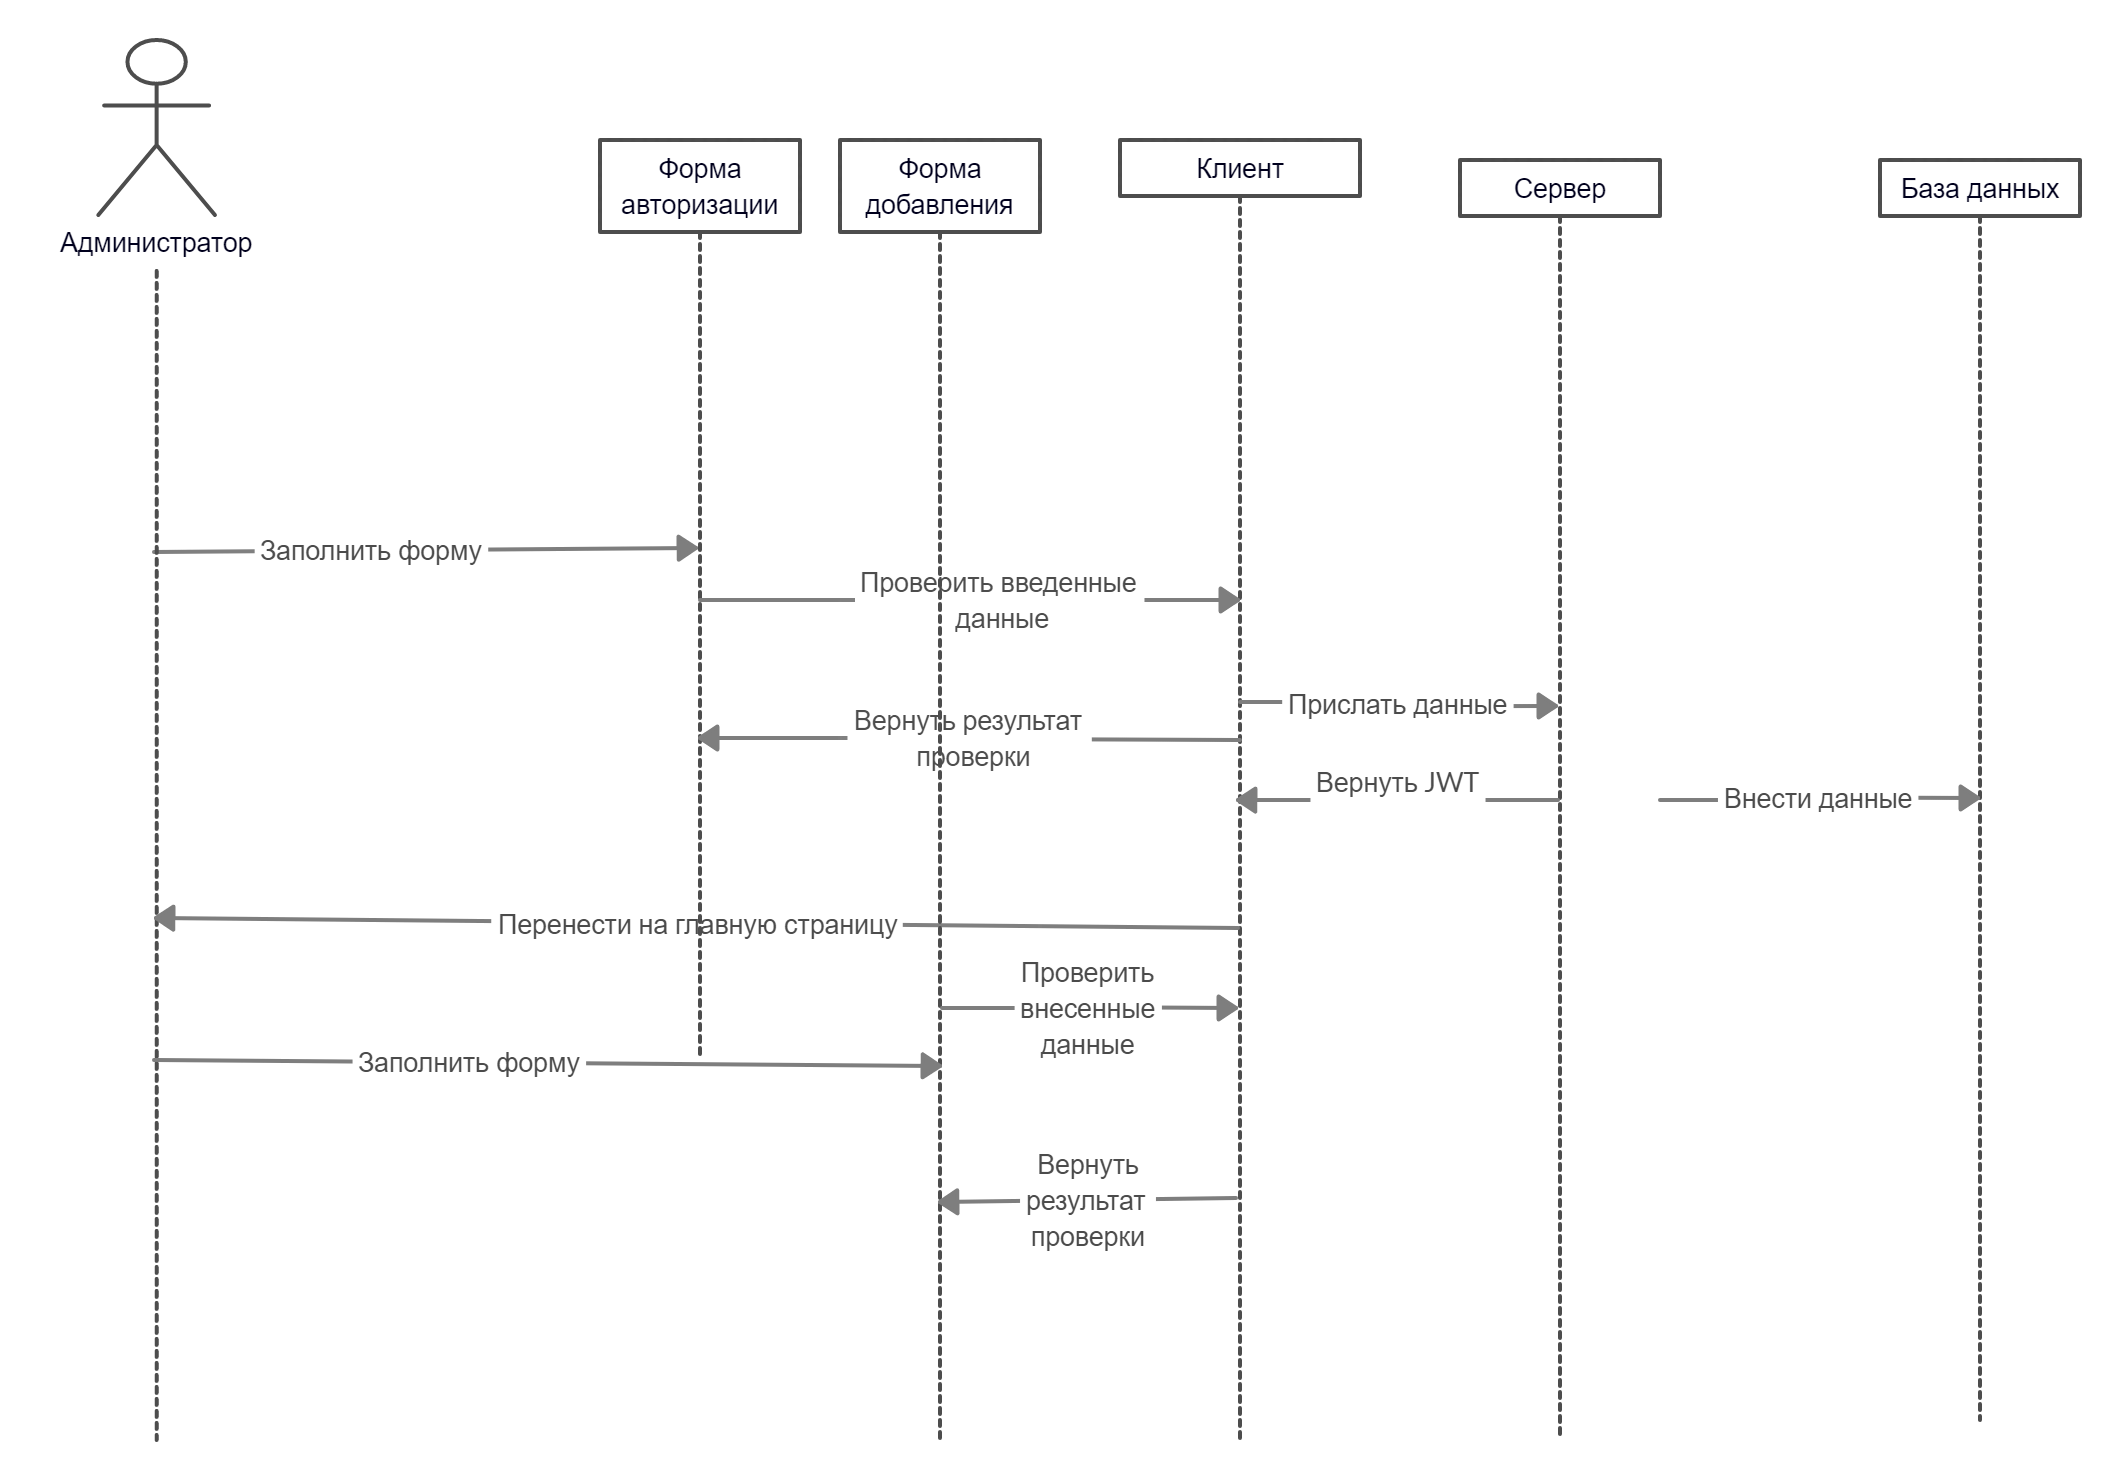 Администратор
Форма
авторизации
Форма
добавления
Клиент
Сервер
База данных
Заполнить форму
Проверить введенные
данные
Прислать данные
Вернуть результат
проверки
Вернуть JWT
Внести данные
Перенести на главную страницу
Проверить
внесенные
данные
Заполнить форму
Вернуть
результат
проверки